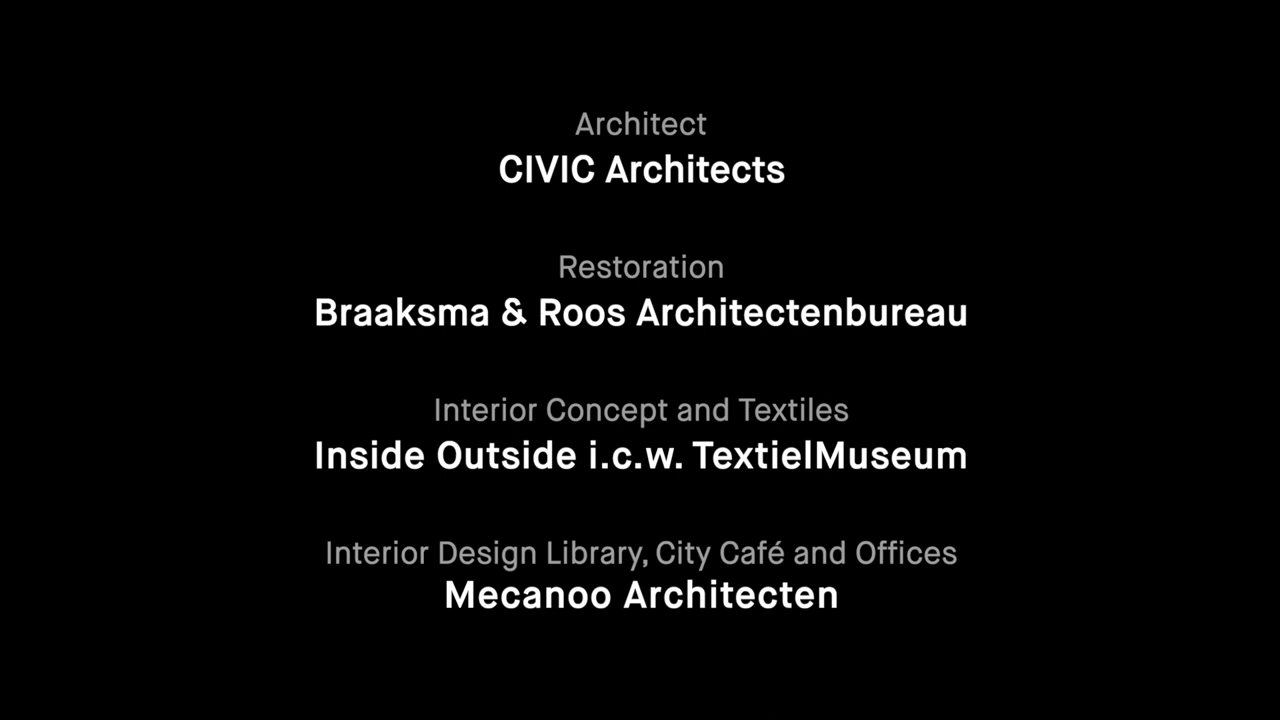 Architect
CIVIC Architects
Restoration
Braaksma & Roos Architectenbureau
Interior Concept and Textiles
Inside Outside i.c.w. TextielMuseum
Interior Design Library, City Café and Offices
Mecanoo Architecten